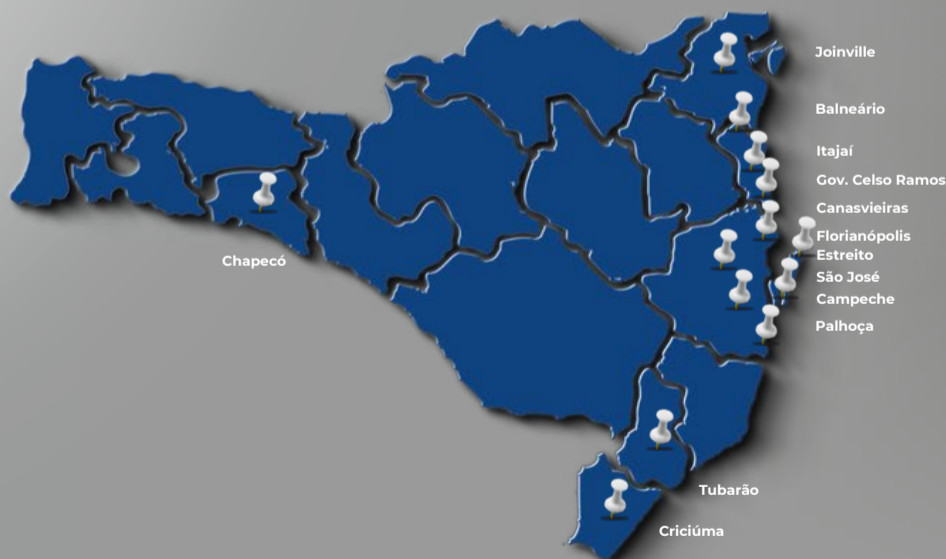 Joinville
Balneário
Itajaí
Gov. Celso Ramos
Canasvieiras
Florianópolis
Estreito
São José
Campeche
Palhoça
Chapecó
Tubarão
Criciúma